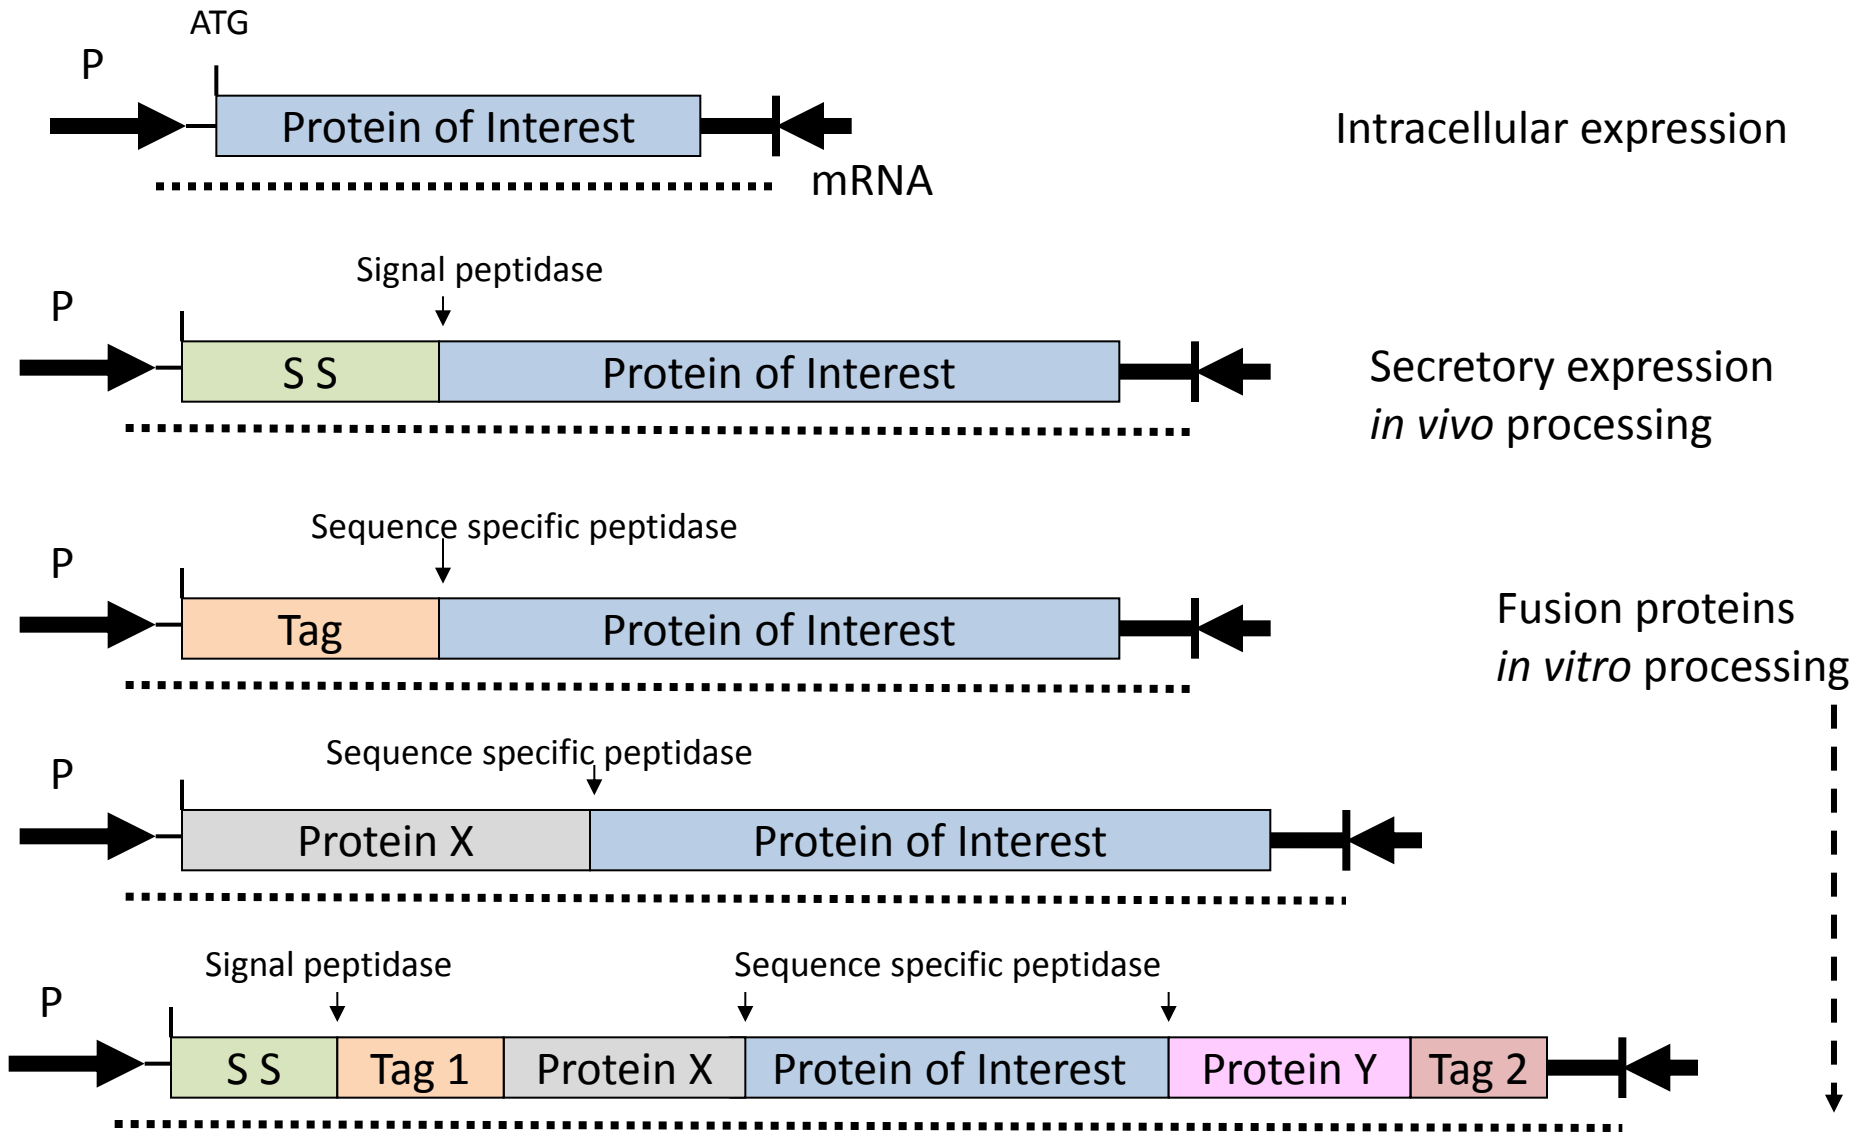 ATG
P
Protein of Interest
Intracellular expression
mRNA
Signal peptidase
P
S S
Protein of Interest
Secretory expression
in vivo processing
Sequence specific peptidase
P
Tag
Protein of Interest
Fusion proteins
in vitro processing
Sequence specific peptidase
P
Protein X
Protein of Interest
Signal peptidase
Sequence specific peptidase
P
S S
Tag 1
Protein X
Protein of Interest
Protein Y
Tag 2